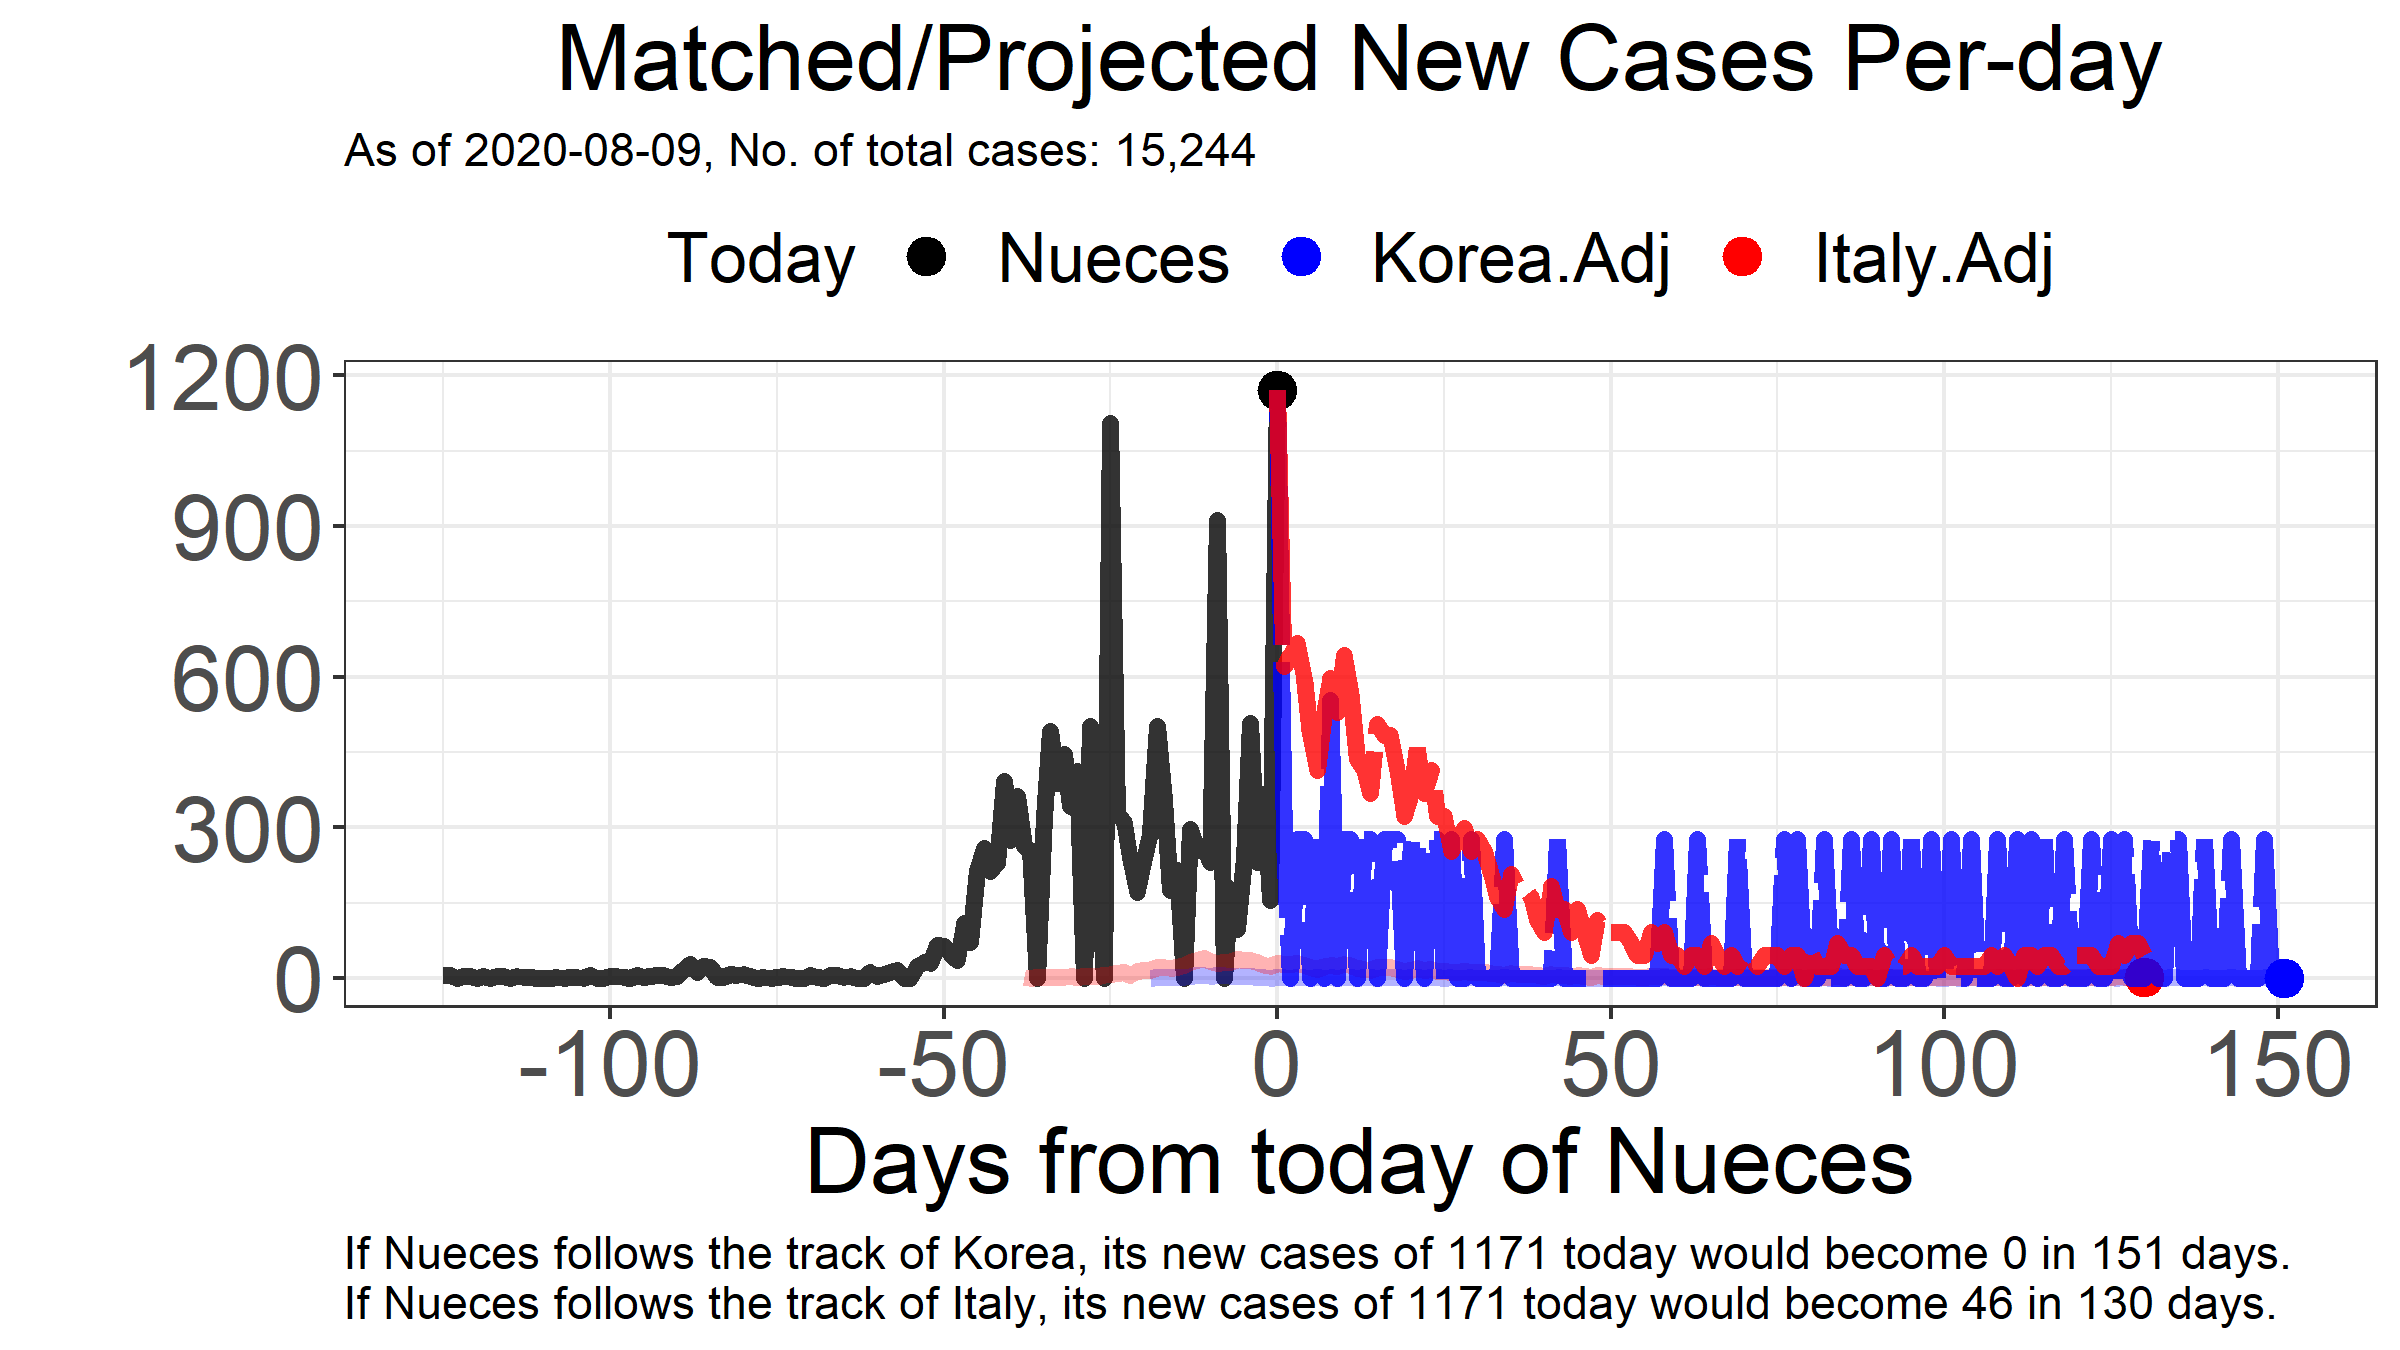 Matched/Projected New Cases Per-day
As of 2020-08-09, No. of total cases: 15,244
Today Nueces Korea.Adj Italy.Adj
1200
900
600
300
0
-100 -50 0 50 100 150
Days from today of Nueces
If Nueces follows the track of Korea, its new cases of 1171 today would become 0 in 151 days.
If Nueces follows the track of Italy, its new cases of 1171 today would become 46 in 130 days.